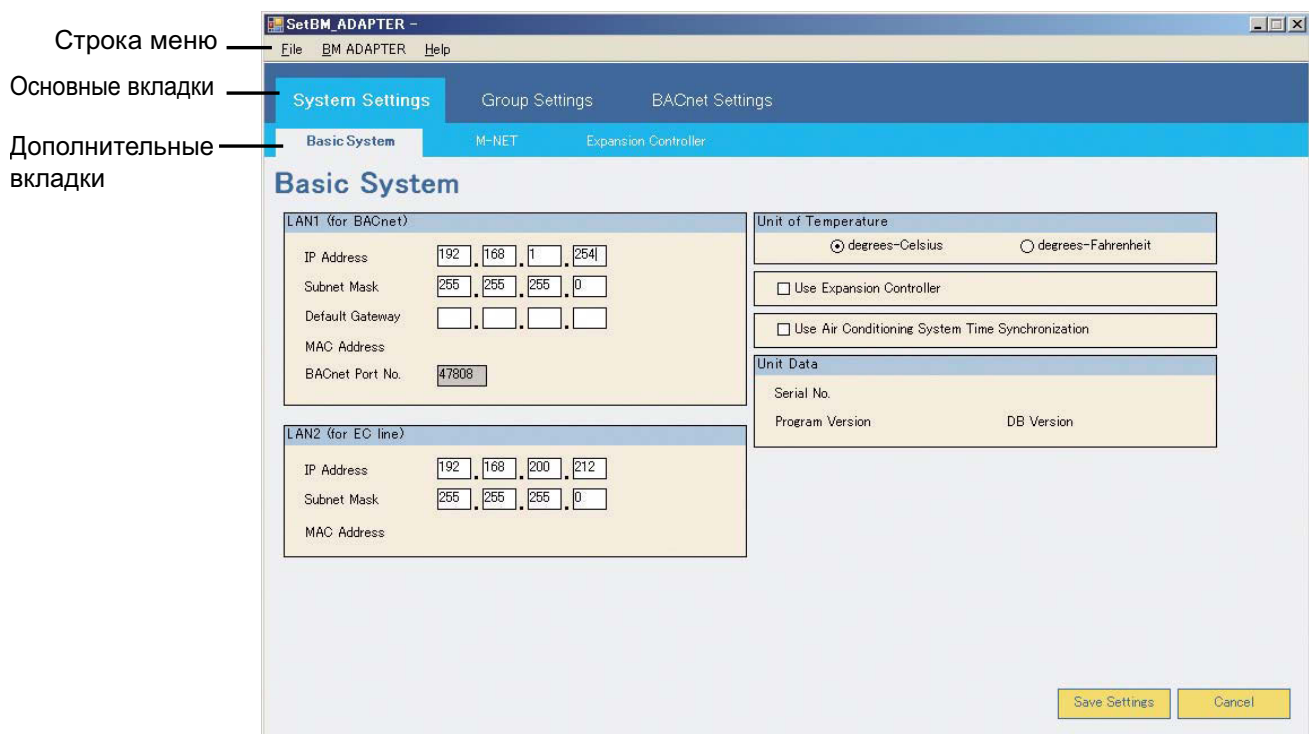 SetBM_ADAPTER -
Строка меню
File BM ADAPTER Help
Основные вкладки
System Settings Group Settings BACnet Settings
Дополнительные вкладки
Basic System M-NET Expansion Controller
Basic System
LAN1 (for BACnet)
IP Address 192 . 168 . 1 . 254
Subnet Mask 255 . 255 . 255 . 0
Default Gateway . . .
MAC Address
BACnet Port No. 47808
LAN2 (for EC line)
IP Address 192 . 168 . 200 . 212
Subnet Mask 255 . 255 . 255 . 0
MAC Address
Unit of Temperature
degrees-Celsius degrees-Fahrenheit
Use Expansion Controller
Use Air Conditioning System Time Synchronization
Unit Data
Serial No.
Program Version DB Version
Save Settings Cancel